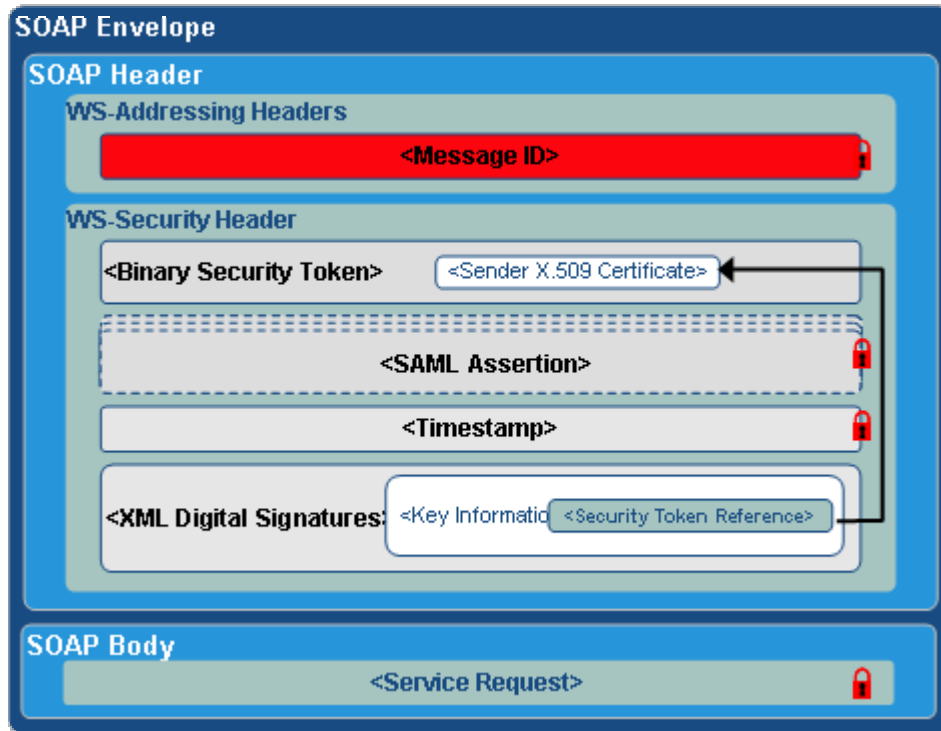 SOAP Envelope
SOAP Header
WS-Addressing Headers
<Message ID>
WS-Security Header
<Binary Security Token> <Sender X.509 Certificate>
<SAML Assertion>
<Timestamp>
<XML Digital Signatures> <Key Informatio <Security Token Reference>
SOAP Body
<Service Request>